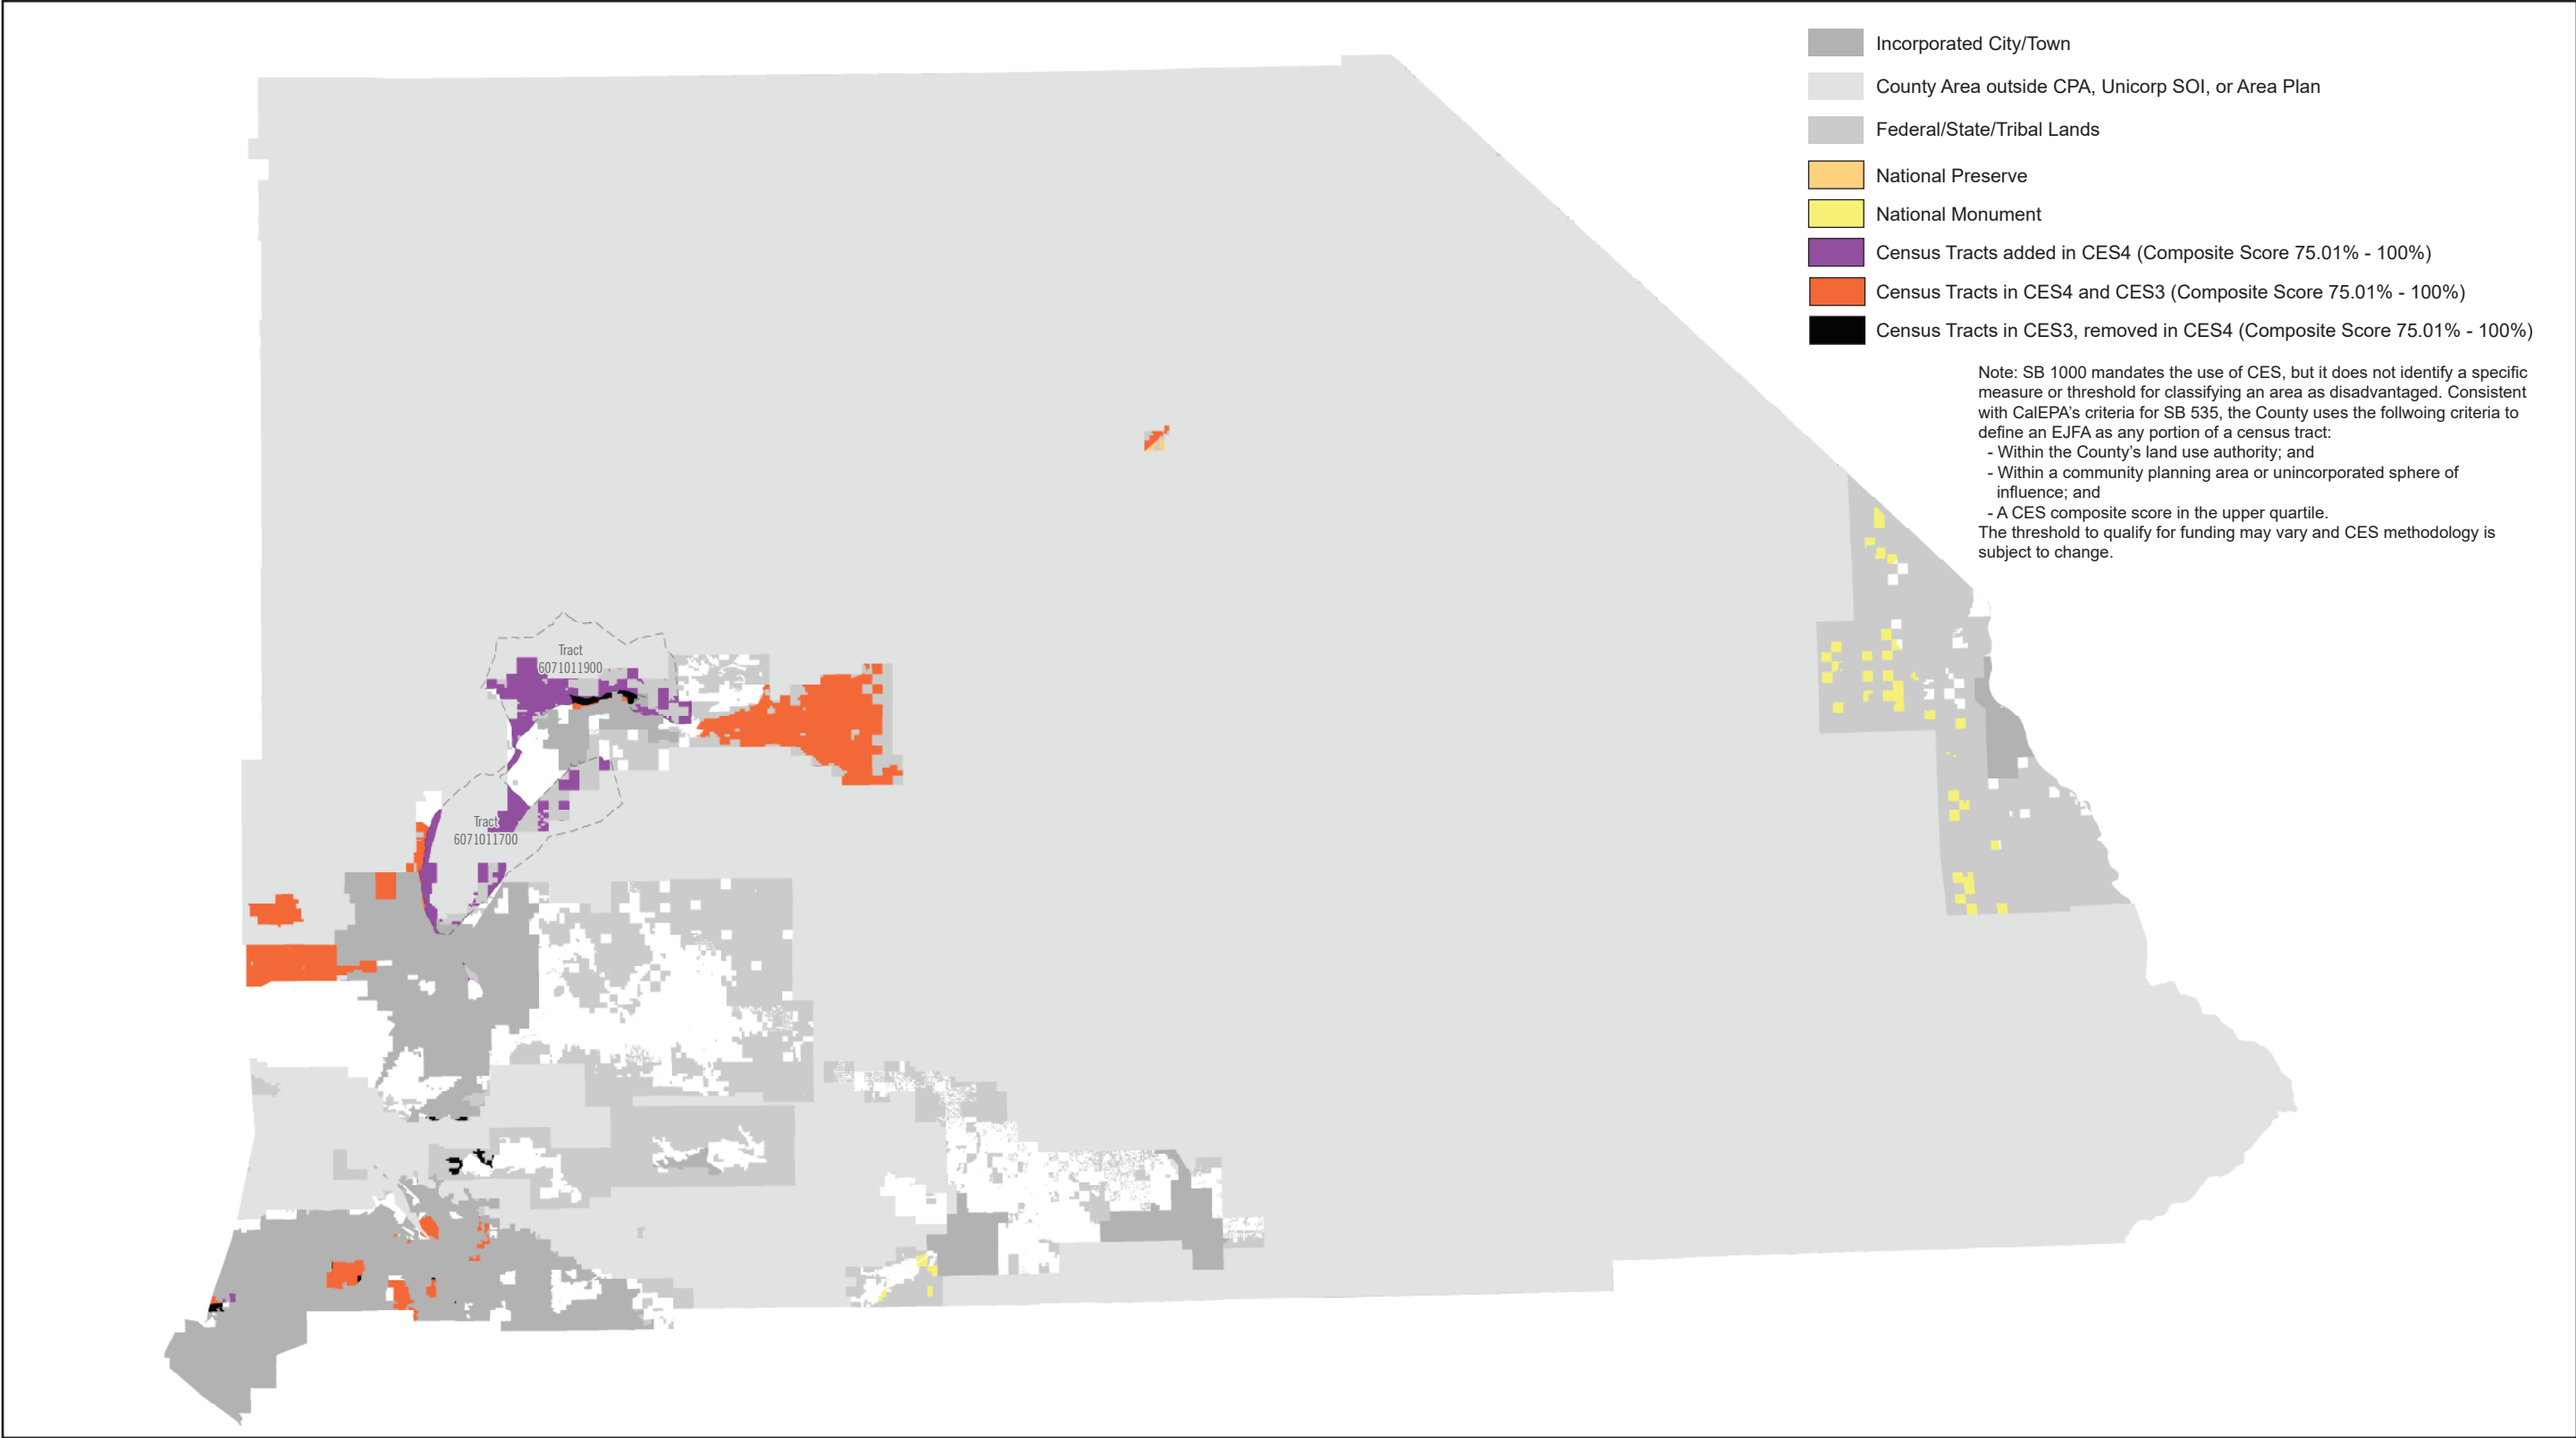 Incorporated City/Town
County Area outside CPA, Unicorp SOI, or Area Plan
Federal/State/Tribal Lands
National Preserve
National Monument
Census Tracts added in CES4 (Composite Score 75.01% - 100%)
Census Tracts in CES4 and CES3 (Composite Score 75.01% - 100%)
Census Tracts in CES3, removed in CES4 (Composite Score 75.01% - 100%)
Note: SB 1000 mandates the use of CES, but it does not identify a specific
measure or threshold for classifying an area as disadvantaged. Consistent
with CalEPA's criteria for SB 535, the County uses the follwoing criteria to
define an EJFA as any portion of a census tract:
- Within the County's land use authority; and
- Within a community planning area or unincorporated sphere of
influence; and
- A CES composite score in the upper quartile.
The threshold to qualify for funding may vary and CES methodology is
subject to change.
Tract
6071011900
Tract
6071011700